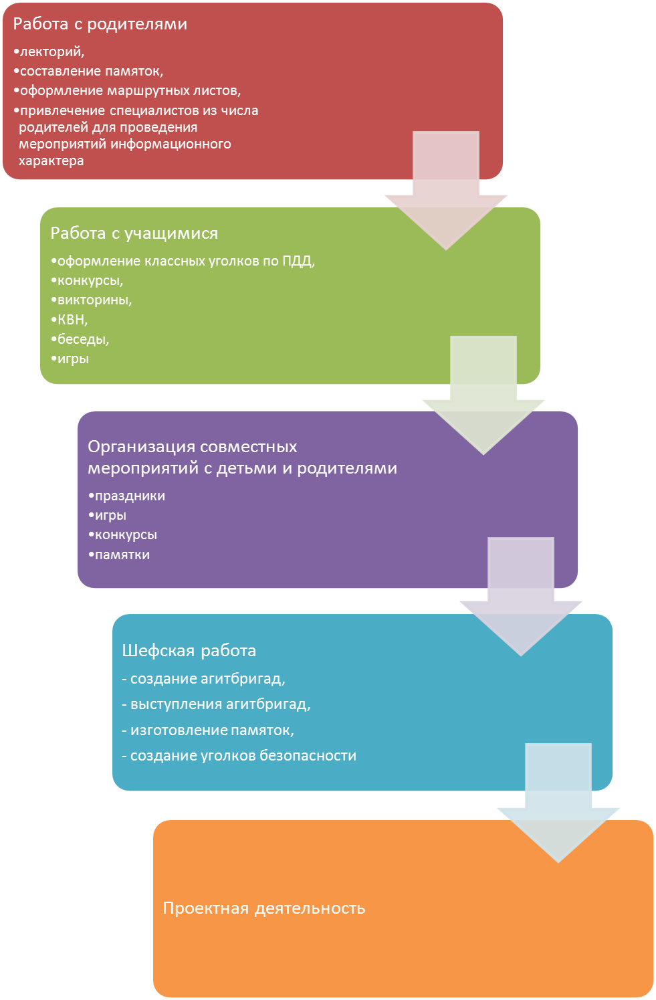 Работа с родителями
•лекторий,
•составление памяток,
•оформление маршрутных листов,
•привлечение специалистов из числа
родителей для проведения
мероприятий информационного
характера
Работа с учащимися
•оформление классных уголков по ПДД,
•конкурсы,
•викторины,
•КВН,
•беседы,
•игры
Организация совместных
мероприятий с детьми и родителями
•праздники
•игры
•конкурсы
•памятки
Шефская работа
- создание агитбригад,
- выступления агитбригад,
- изготовление памяток,
- создание уголков безопасности
Проектная деятельность